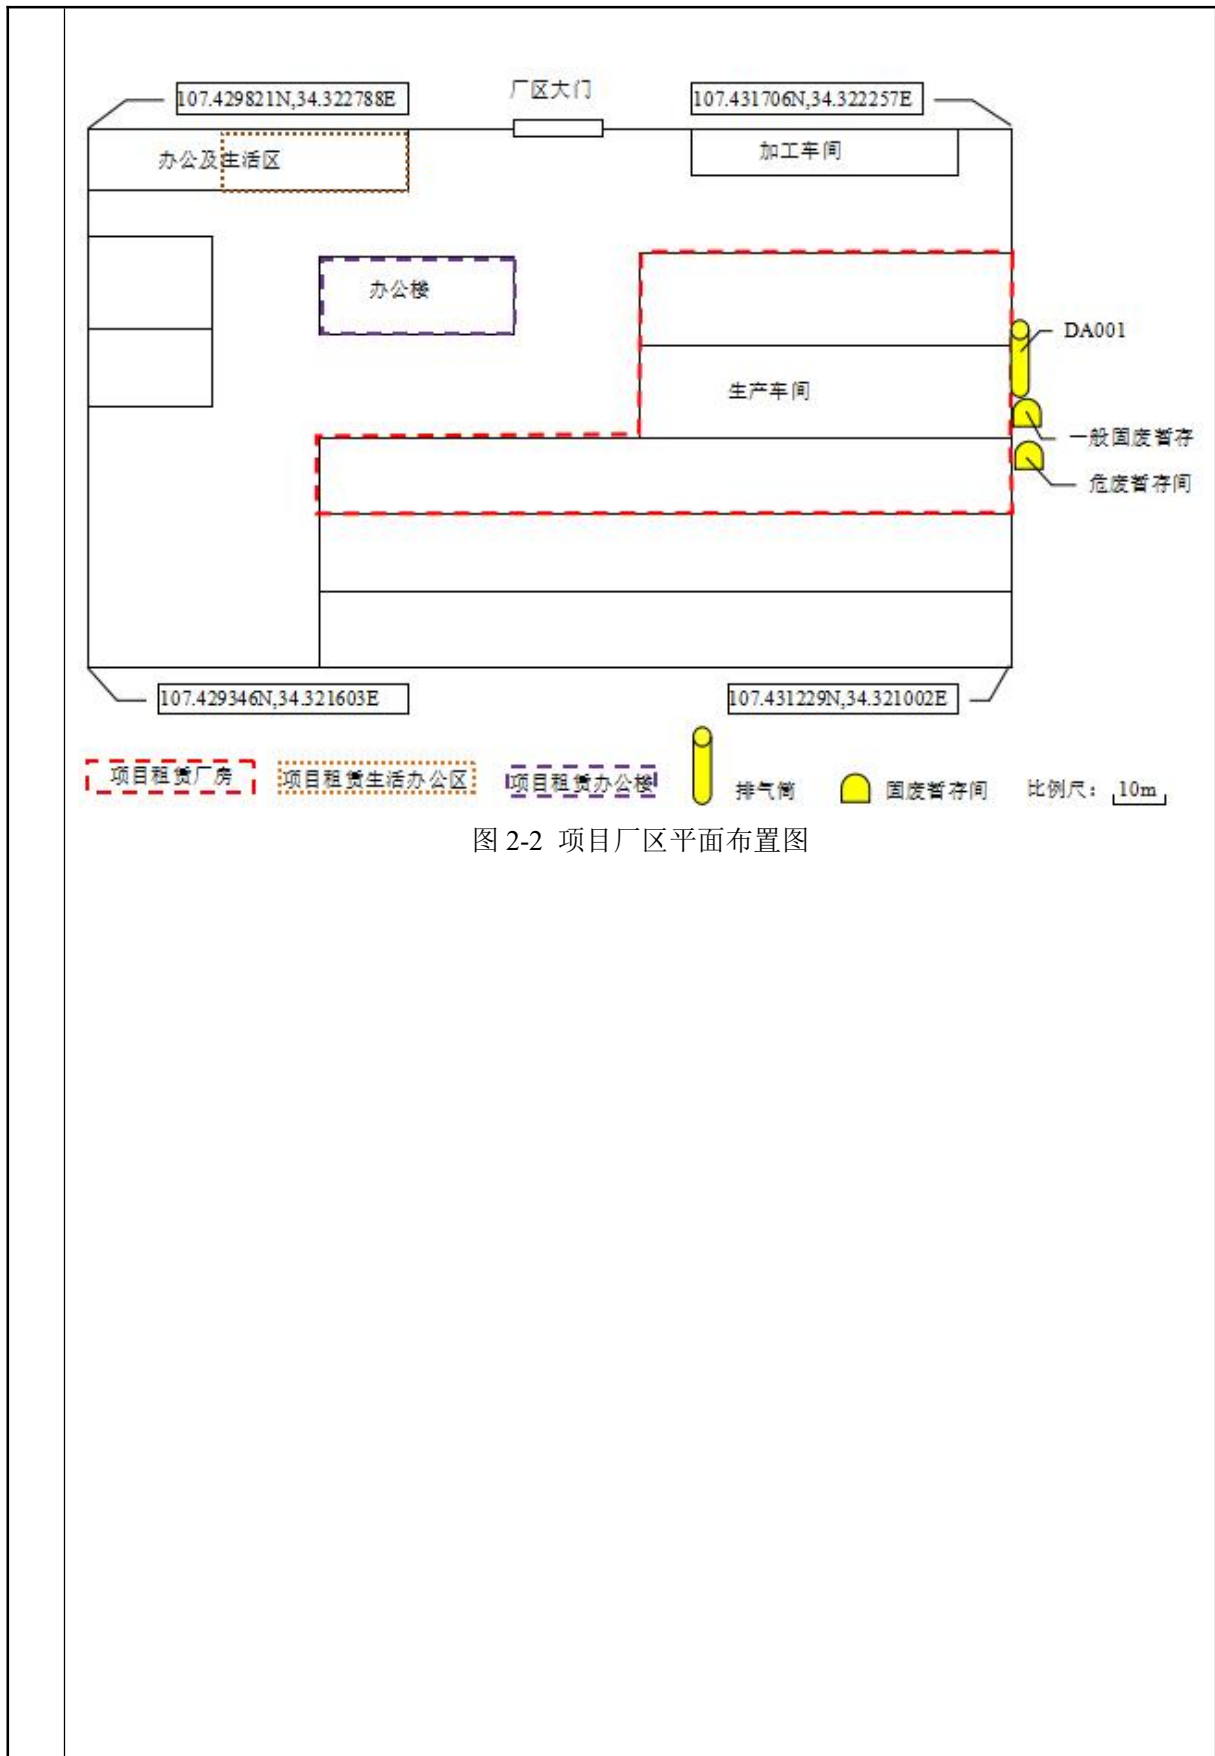 厂区大门
107.429821N,34.322788E
107.431706N,34.322257E
办公及生活区
加工车间
办公楼
DA001
生产车间
一般固废暂存
危废暂存间
107.429346N,34.321603E
107.431229N,34.321002E
项目租赁厂房
项目租赁生活办公区
项目租赁办公楼
排气筒
固废暂存间
比例尺：
10m
图 2-2 项目厂区平面布置图